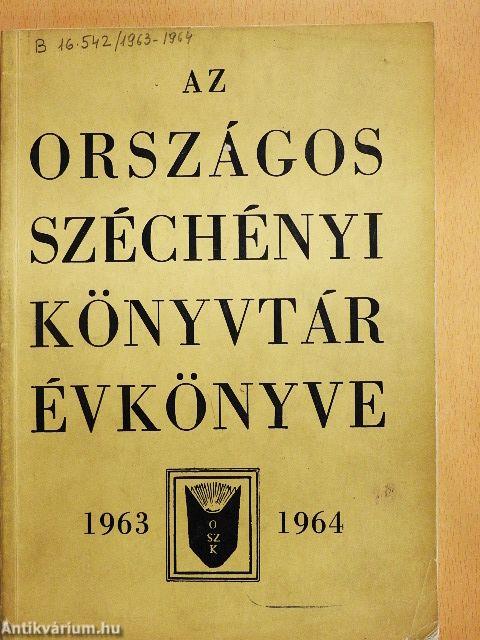 B 16.542/1963-1964
AZ
ORSZÁGOS
SZÉCHÉNYI
KÖNYVTÁR
ÉVKÖNYVE
1963 1964
O
SZ
K
Antikvárium.hu